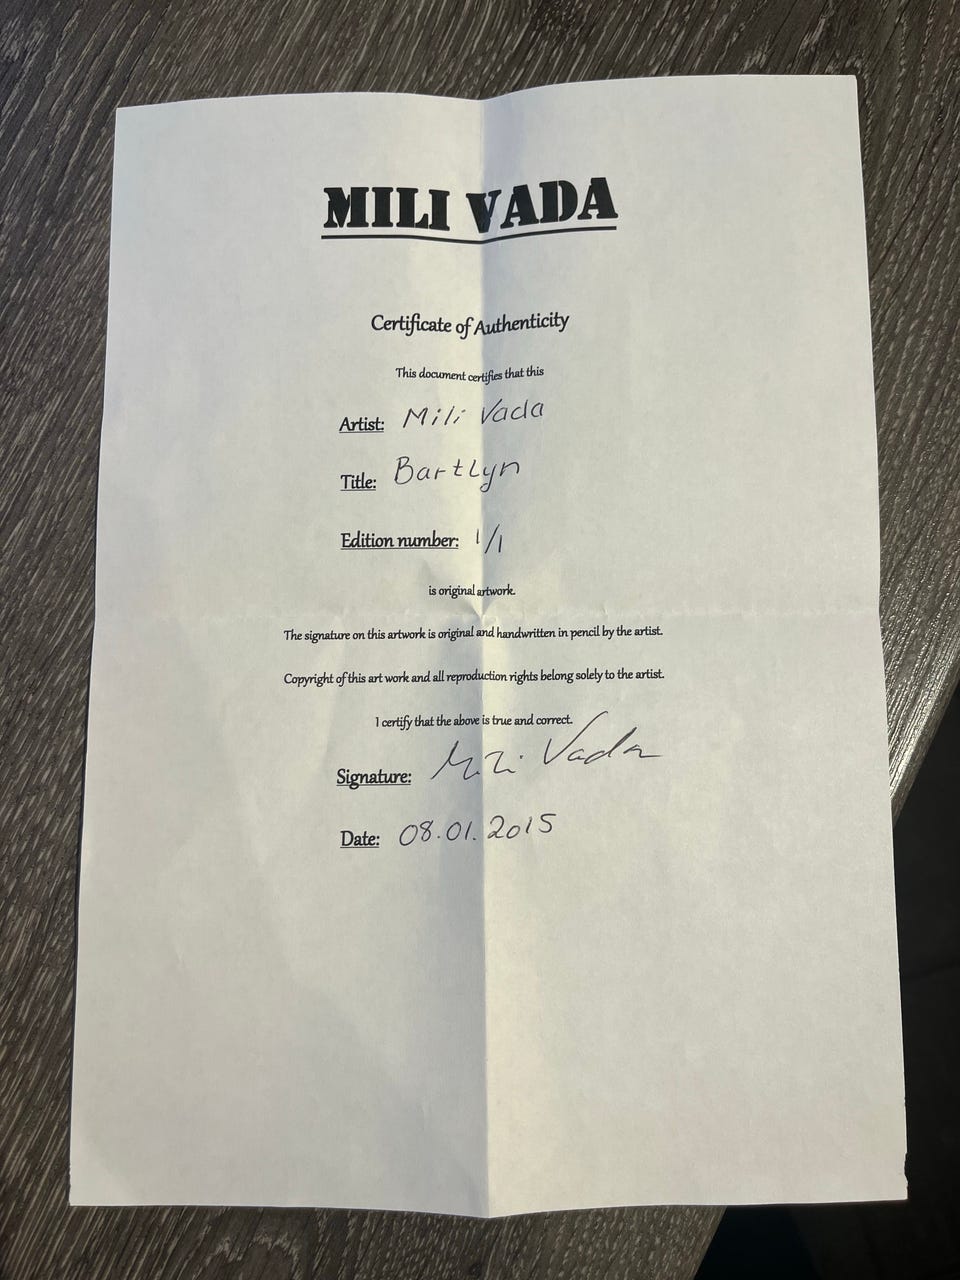 MILI VADA
Certificate of Authenticity
This document certifies that this
Artist: Mili Vada
Title: Bartlyn
Edition number: 1/1
is original artwork.
The signature on this artwork is original and handwritten in pencil by the artist.
Copyright of this art work and all reproduction rights belong solely to the artist.
I certify that the above is true and correct.
Signature: Mili Vada
Date: 08.01.2015